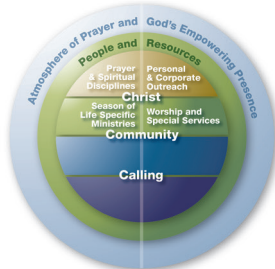 Atmosphere of Prayer and God's Empowering Presence
People and Resources
Prayer
& Spiritual
Disciplines
Personal
& Corporate
Outreach
Christ
Season of
Life Specific
Ministries
Worship and
Special Services
Community
Calling